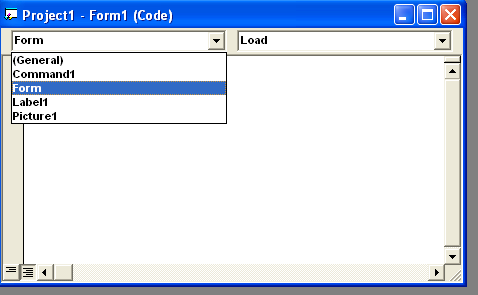 Project1 - Form1 (Code)
Form Load
(General)
Command1
Form
Label1
Picture1